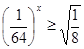 (1/64)^x ≥ √(1/8)